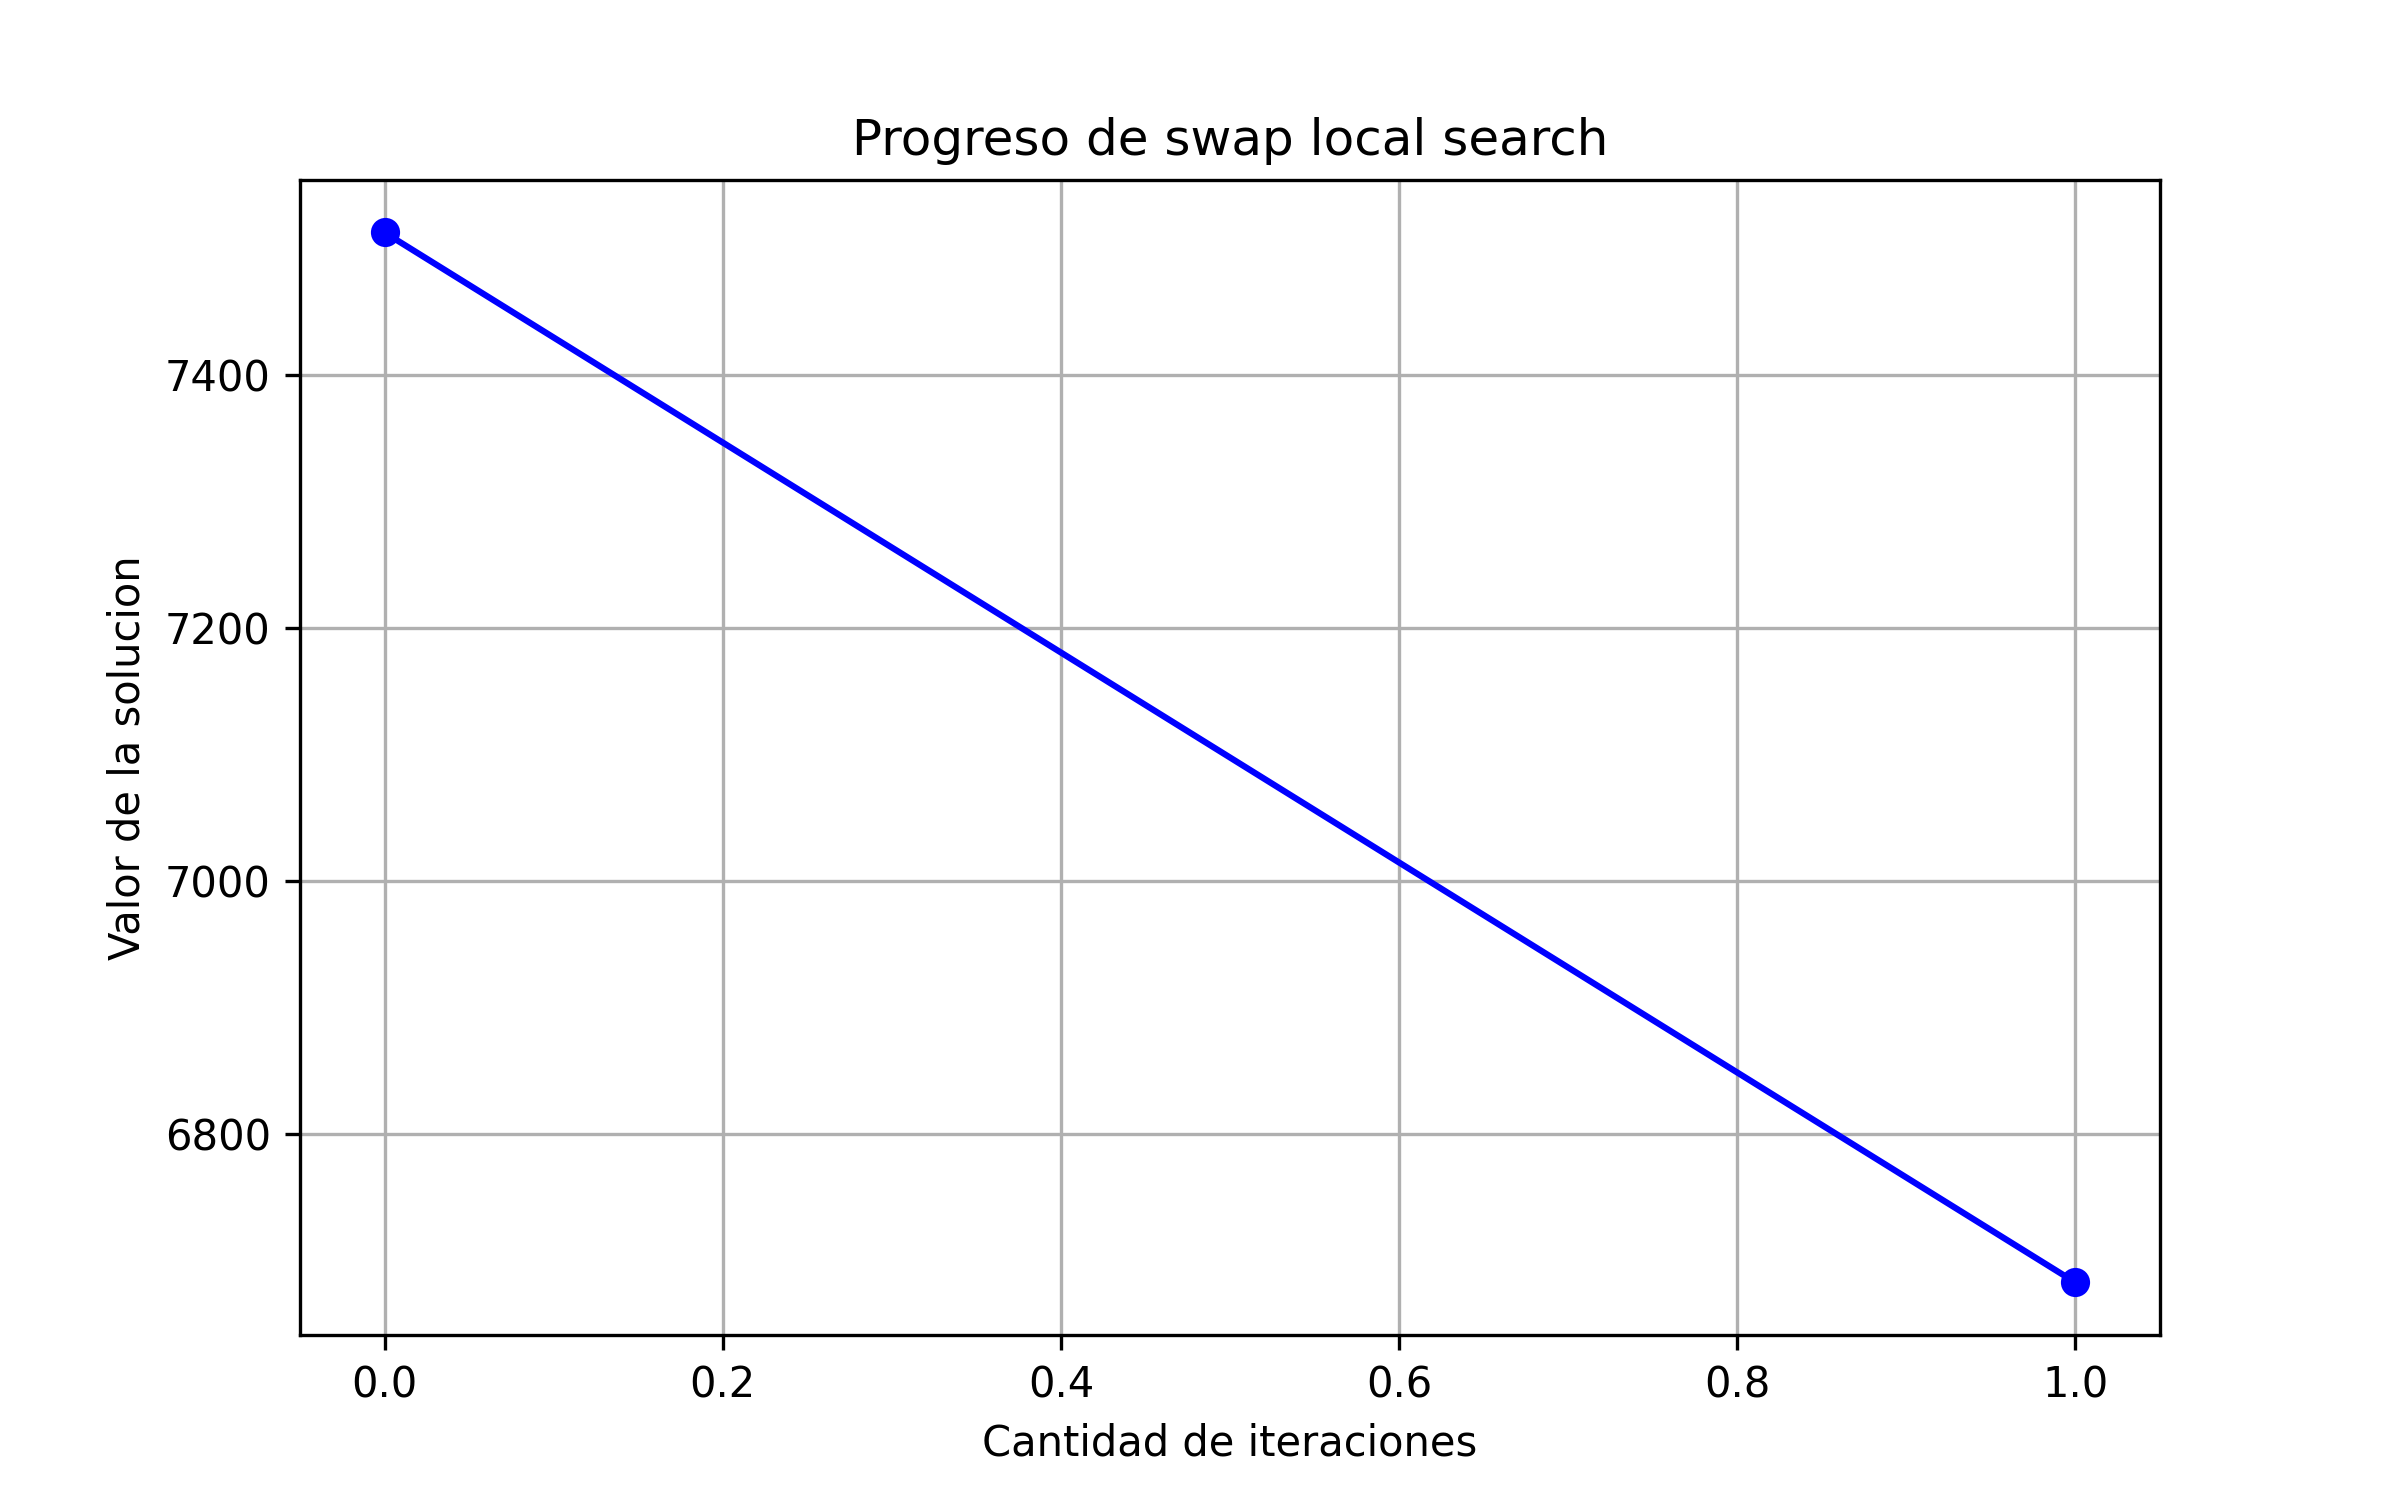 Progreso de swap local search
Valor de la solucion
7400
7200
7000
6800
0.0 0.2 0.4 0.6 0.8 1.0
Cantidad de iteraciones